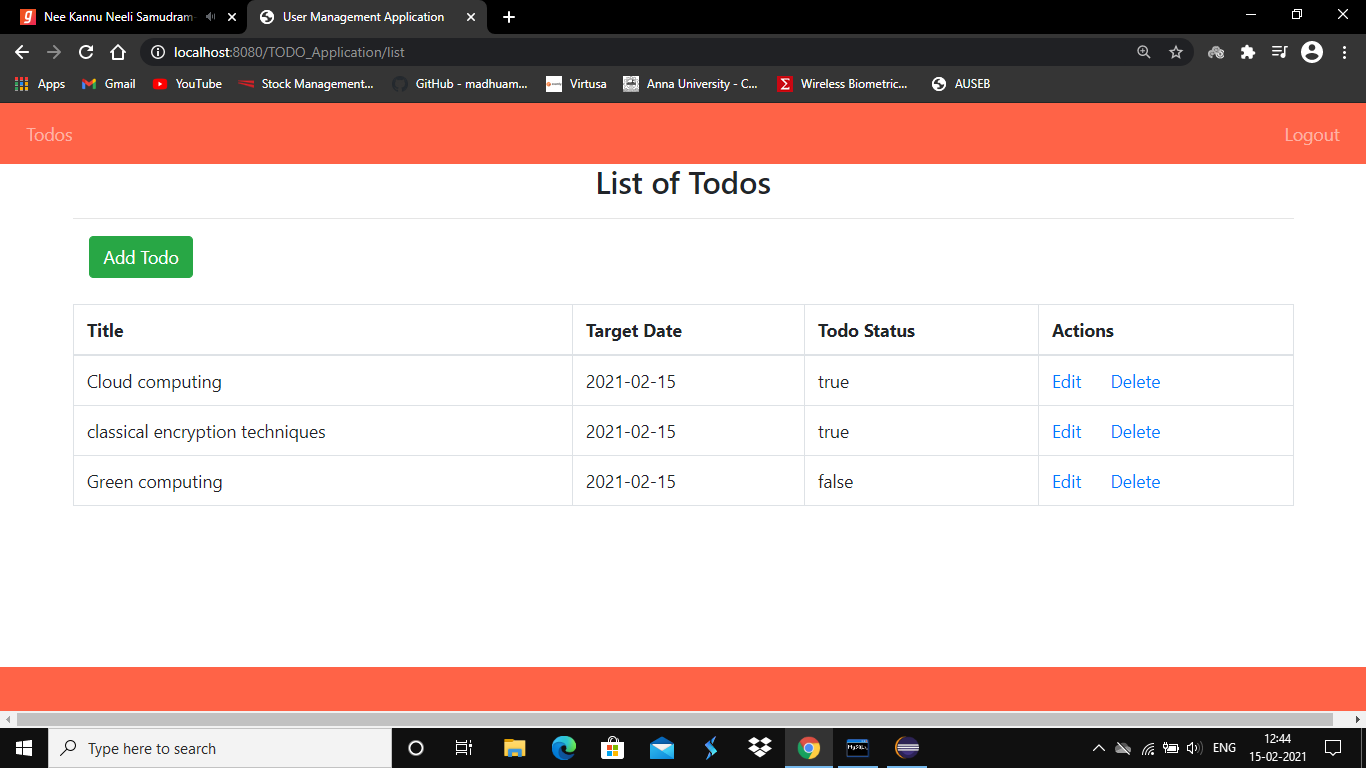 Nee Kannu Neeli Samudram
User Management Application
localhost:8080/TODO_Application/list
Apps Gmail YouTube Stock Management... GitHub - madhuam... Virtusa Anna University - C... Wireless Biometric... AUSEB
Todos Logout
List of Todos
Add Todo
Title Target Date Todo Status Actions
Cloud computing 2021-02-15 true Edit Delete
classical encryption techniques 2021-02-15 true Edit Delete
Green computing 2021-02-15 false Edit Delete
Type here to search
ENG
12:44
15-02-2021